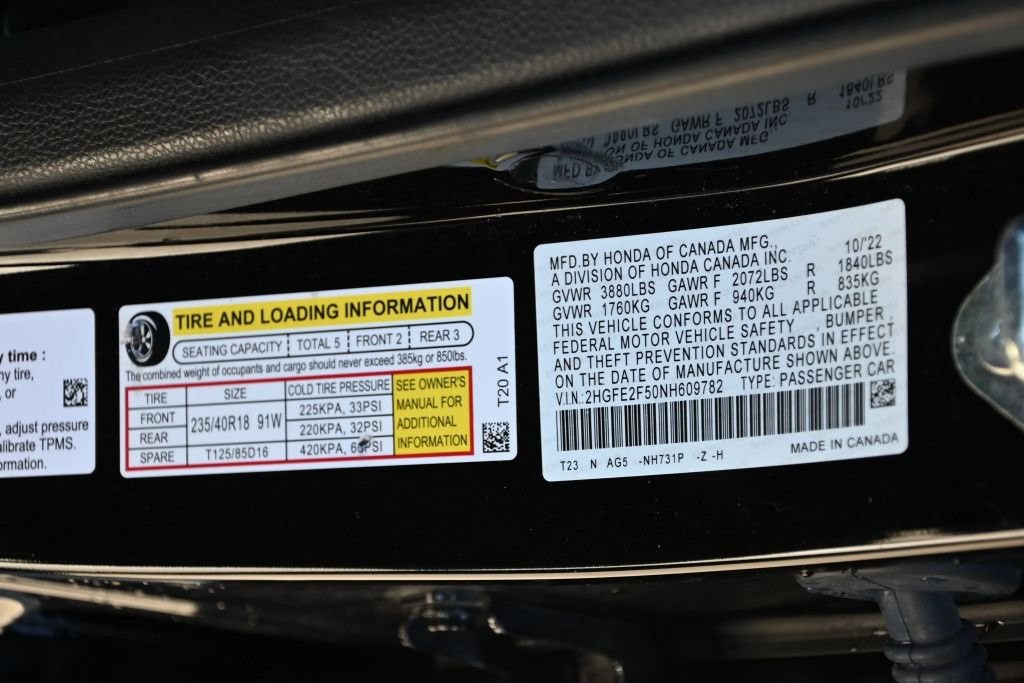 y time :
ny tire,
or
, adjust pressure
alibrate TPMS.
ormation.
TIRE AND LOADING INFORMATION
SEATING CAPACITY TOTAL 5 FRONT 2 REAR 3
The combined weight of occupants and cargo should never exceed 385kg or 850lbs.
TIRE SIZE COLD TIRE PRESSURE SEE OWNER'S MANUAL FOR ADDITIONAL INFORMATION
FRONT 235/40R18 91W 225KPA, 33PSI
REAR 220KPA, 32PSI
SPARE T125/85D16 420KPA, 60PSI
T20 A1
MFD.BY HONDA OF CANADA MFG., 10/'22
A DIVISION OF HONDA CANADA INC.
GVWR 3880LBS GAWR F 2072LBS R 1840LBS
GVWR 1760KG GAWR F 940KG R 835KG
THIS VEHICLE CONFORMS TO ALL APPLICABLE
FEDERAL MOTOR VEHICLE SAFETY , BUMPER ,
AND THEFT PREVENTION STANDARDS IN EFFECT
ON THE DATE OF MANUFACTURE SHOWN ABOVE.
V.I.N.:2HGFE2F50NH609782 TYPE: PASSENGER CAR
MADE IN CANADA
T23 N AG5 -NH731P -Z -H